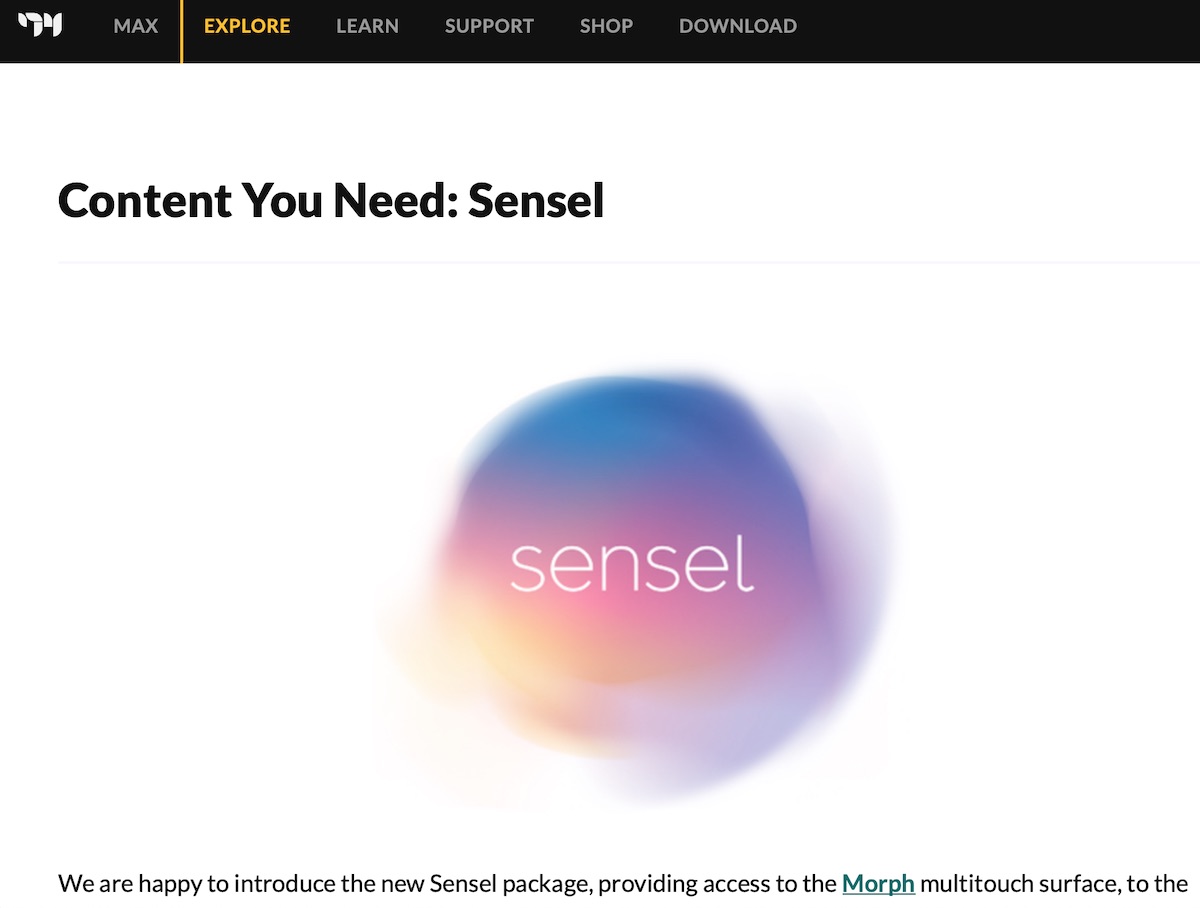 MAX EXPLORE LEARN SUPPORT SHOP DOWNLOAD
Content You Need: Sensel
sensel
We are happy to introduce the new Sensel package, providing access to the Morph multitouch surface, to the